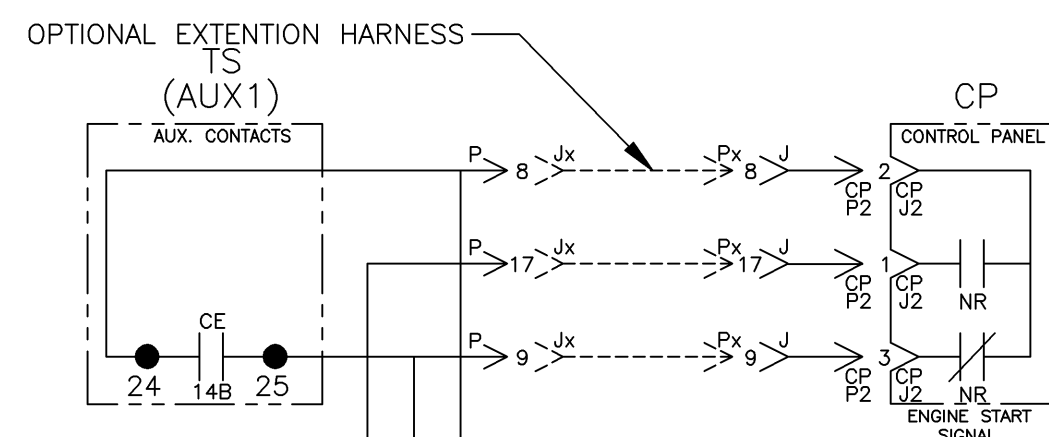 OPTIONAL EXTENTION HARNESS
TS
(AUX1)
CP
AUX. CONTACTS
CONTROL PANEL
P 8 Jx Px 8 J 2
CP CP
P2 J2
P 17 Jx Px 17 J 1
CP CP
P2 J2 NR
CE
P 9 Jx Px 9 J 3
24 14B 25
CP CP
P2 J2 NR
ENGINE START
SIGNAL